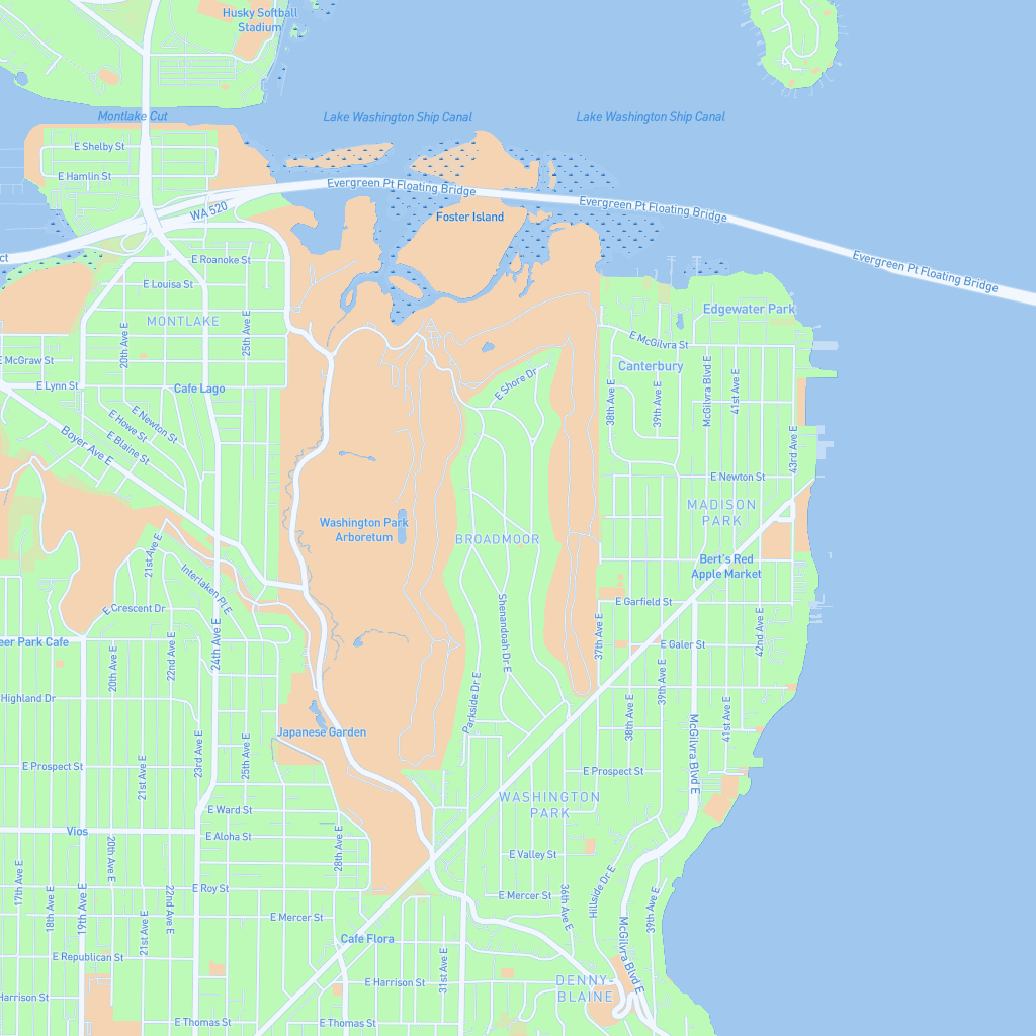 Husky Softball
Stadium
Montlake Cut
Lake Washington Ship Canal
Lake Washington Ship Canal
E Shelby St
E Hamlin St
Evergreen Pt Floating Bridge
Evergreen Pt Floating Bridge
Evergreen Pt Floating Bridge
WA 520
Foster Island
E Roanoke St
E Louisa St
MONTLAKE
20th Ave E
25th Ave E
E McGraw St
E Lynn St
Cafe Lago
Edgewater Park
E McGilvra St
Canterbury
38th Ave E
39th Ave E
McGilvra Blvd E
41st Ave E
43rd Ave E
E Shore Dr
E Newton St
E Howe St
E Blaine St
Boyer Ave E
E Newton St
MADISON
PARK
Washington Park
Arboretum
BROADMOOR
Bert's Red
Apple Market
21st Ave E
Interlaken Pl E
E Crescent Dr
E Garfield St
Shenandoah Dr E
37th Ave E
E Galer St
42nd Ave E
eer Park Cafe
24th Ave E
22nd Ave E
20th Ave E
Highland Dr
Parkside Dr E
39th Ave E
38th Ave E
41st Ave E
McGilvra Blvd E
Japanese Garden
23rd Ave E
25th Ave E
E Prospect St
21st Ave E
E Prospect St
WASHINGTON
PARK
E Ward St
Vios
E Aloha St
28th Ave E
20th Ave E
E Valley St
17th Ave E
18th Ave E
19th Ave E
22nd Ave E
E Roy St
E Mercer St
36th Ave E
Hillside Dr E
39th Ave E
E Mercer St
21st Ave E
Cafe Flora
McGilvra Blvd E
E Republican St
31st Ave E
E Harrison St
DENNY-
BLAINE
Harrison St
E Thomas St
E Thomas St